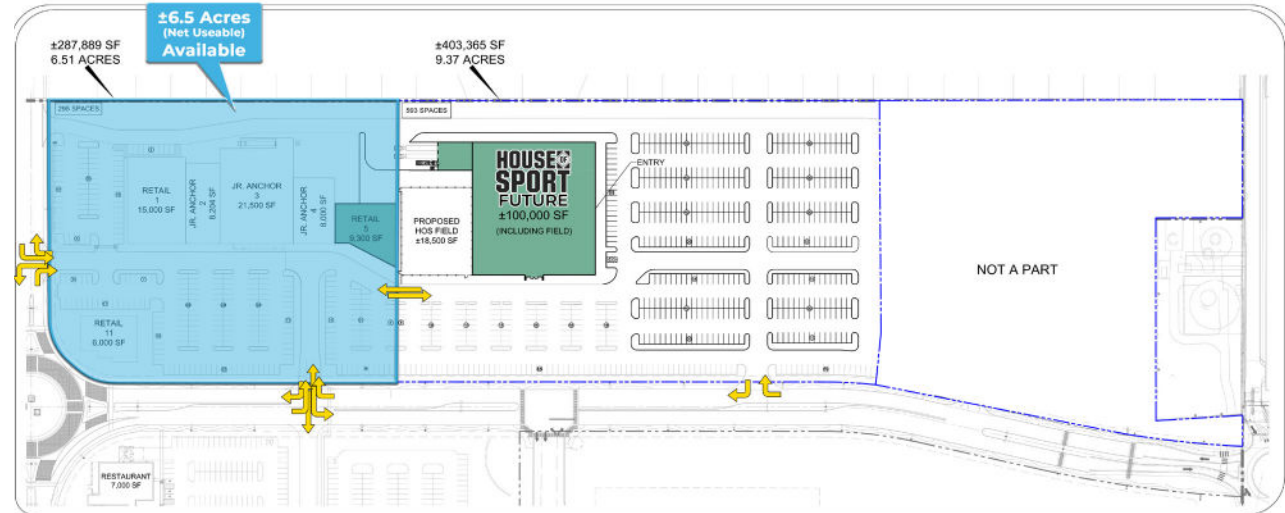 ±6.5 Acres
(Net Useable)
Available
±287,889 SF
6.51 ACRES
±403,365 SF
9.37 ACRES
296 SPACES
593 SPACES
RETAIL
1
15,000 SF
JR. ANCHOR
2
8,204 SF
JR. ANCHOR
3
21,500 SF
JR. ANCHOR
4
8,000 SF
RETAIL
5
9,300 SF
PROPOSED
HOS FIELD
±18,500 SF
HOUSE OF
SPORT
FUTURE
±100,000 SF
(INCLUDING FIELD)
ENTRY
NOT A PART
RETAIL
11
6,000 SF
RESTAURANT
7,000 SF